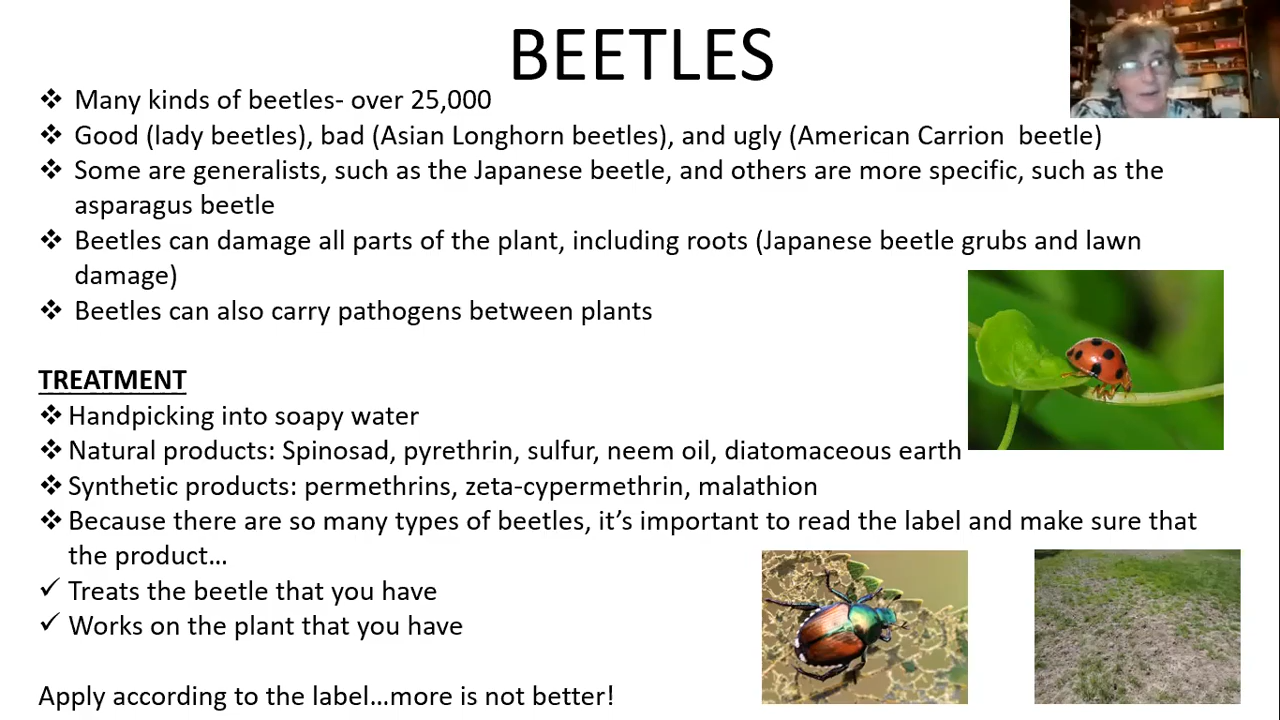 BEETLES
❖ Many kinds of beetles- over 25,000
❖ Good (lady beetles), bad (Asian Longhorn beetles), and ugly (American Carrion  beetle)
❖ Some are generalists, such as the Japanese beetle, and others are more specific, such as the
asparagus beetle
❖ Beetles can damage all parts of the plant, including roots (Japanese beetle grubs and lawn
damage)
❖ Beetles can also carry pathogens between plants
TREATMENT
❖ Handpicking into soapy water
❖ Natural products: Spinosad, pyrethrin, sulfur, neem oil, diatomaceous earth
❖ Synthetic products: permethrins, zeta-cypermethrin, malathion
❖ Because there are so many types of beetles, it’s important to read the label and make sure that
the product…
✓ Treats the beetle that you have
✓ Works on the plant that you have
Apply according to the label…more is not better!